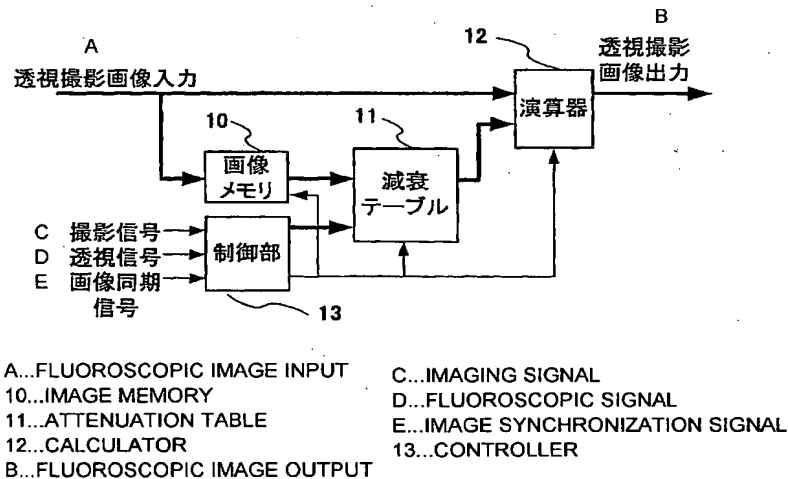 A
透視撮影画像入力
12
B
透視撮影
画像出力
演算器
10
画像
メモリ
11
減衰
テーブル
C 撮影信号
D 透視信号
E 画像同期
信号
制御部
13
A...FLUOROSCOPIC IMAGE INPUT
10...IMAGE MEMORY
11...ATTENUATION TABLE
12...CALCULATOR
B...FLUOROSCOPIC IMAGE OUTPUT
C...IMAGING SIGNAL
D...FLUOROSCOPIC SIGNAL
E...IMAGE SYNCHRONIZATION SIGNAL
13...CONTROLLER